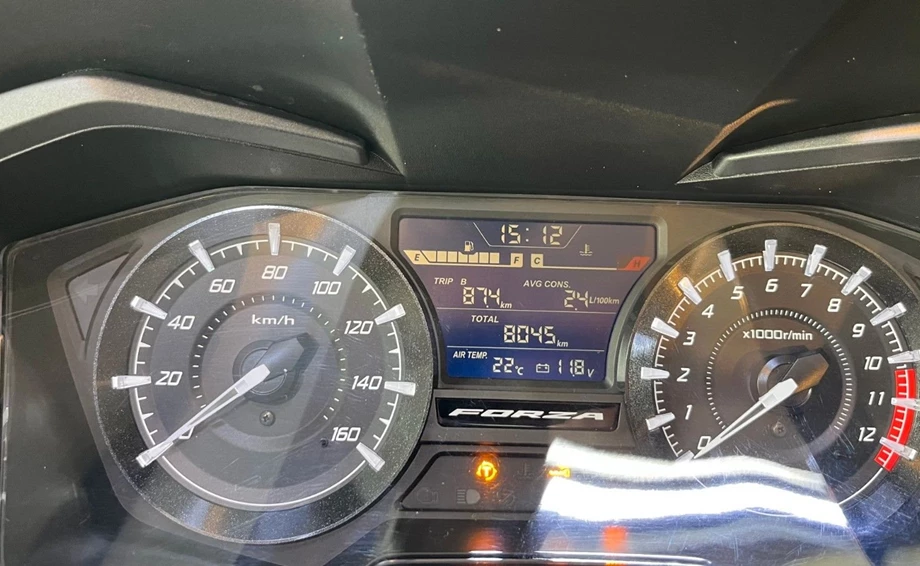 15:12
E F C H
TRIP B 874 km
AVG CONS. 2.4 L/100km
TOTAL
8045 km
AIR TEMP. 22 °C 11.8 V
FORZA
0 20 40 60 80 100 120 140 160
km/h
0 1 2 3 4 5 6 7 8 9 10 11 12
x1000r/min
T